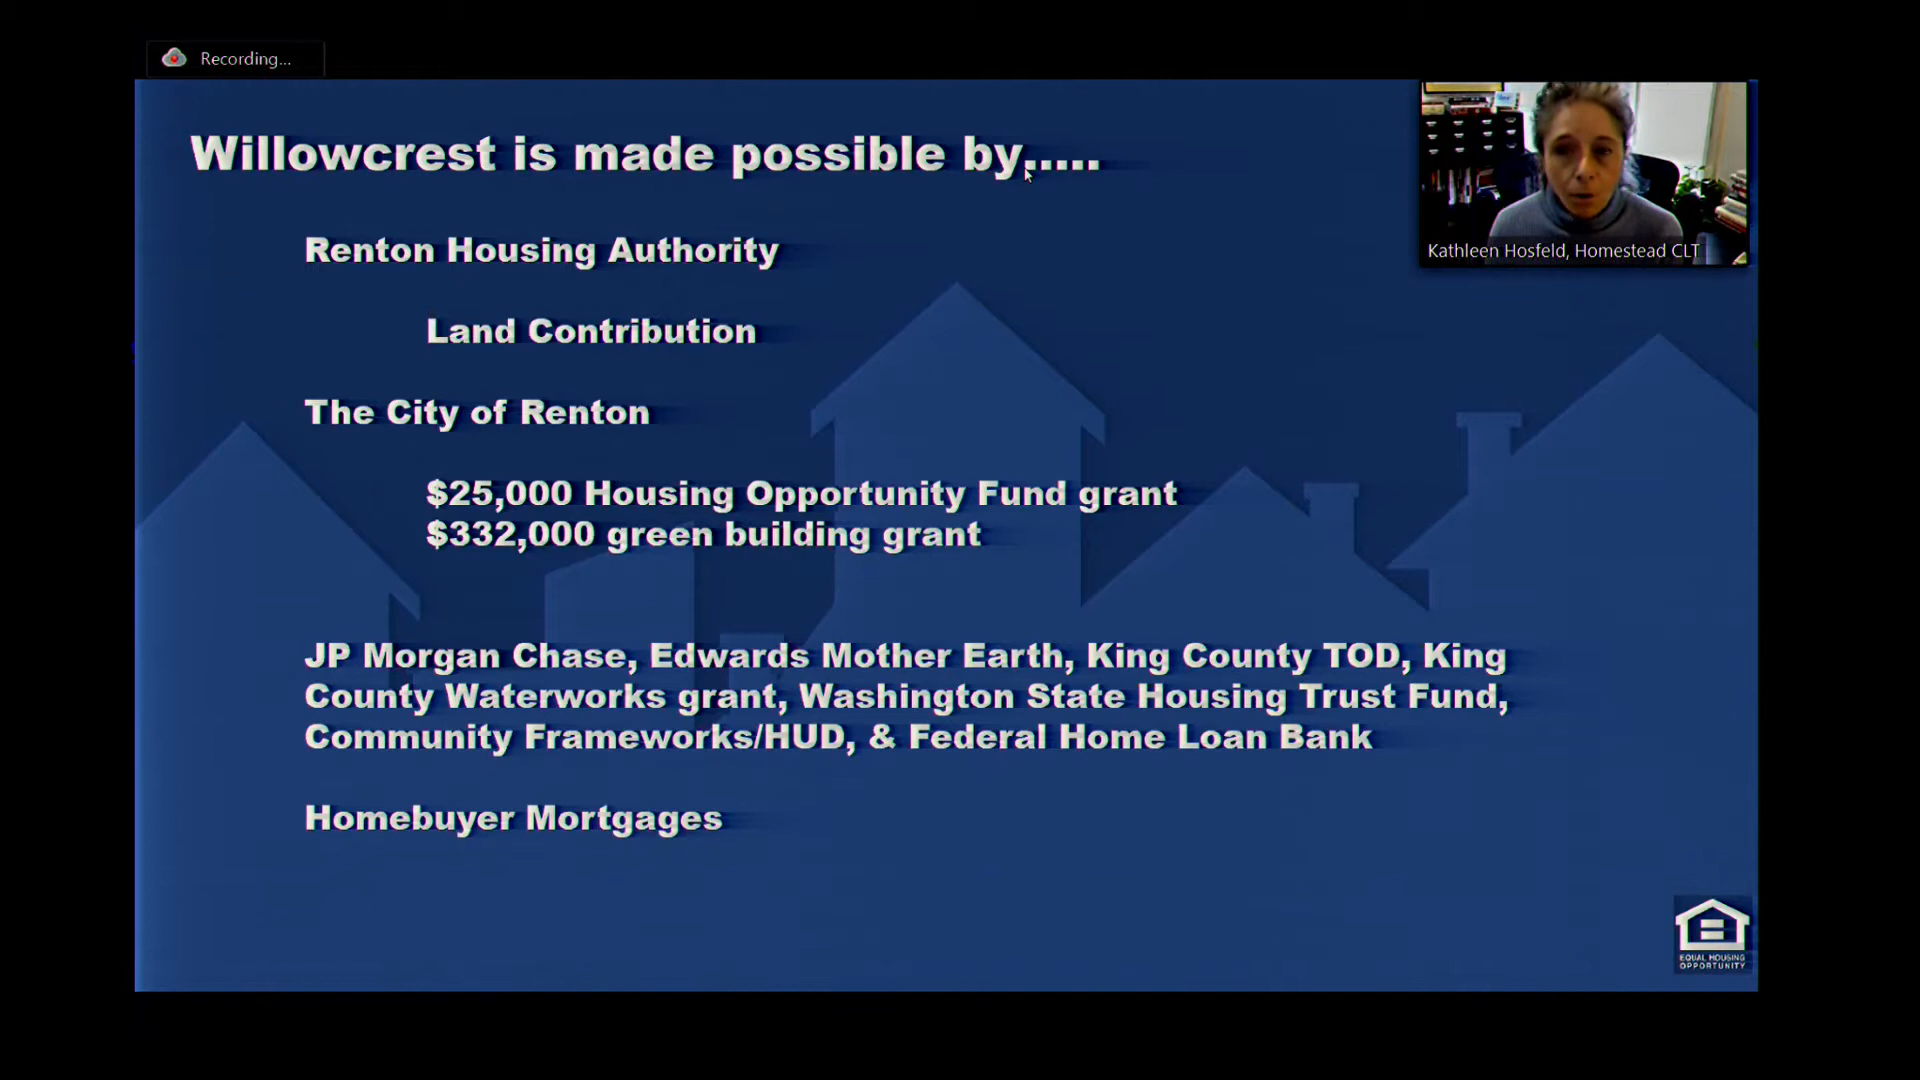 Recording...
Willowcrest is made possible by.....
Kathleen Hosfeld, Homestead CLT
Renton Housing Authority
Land Contribution
The City of Renton
$25,000 Housing Opportunity Fund grant
$332,000 green building grant
JP Morgan Chase, Edwards Mother Earth, King County TOD, King
County Waterworks grant, Washington State Housing Trust Fund,
Community Frameworks/HUD, & Federal Home Loan Bank
Homebuyer Mortgages
EQUAL HOUSING
OPPORTUNITY